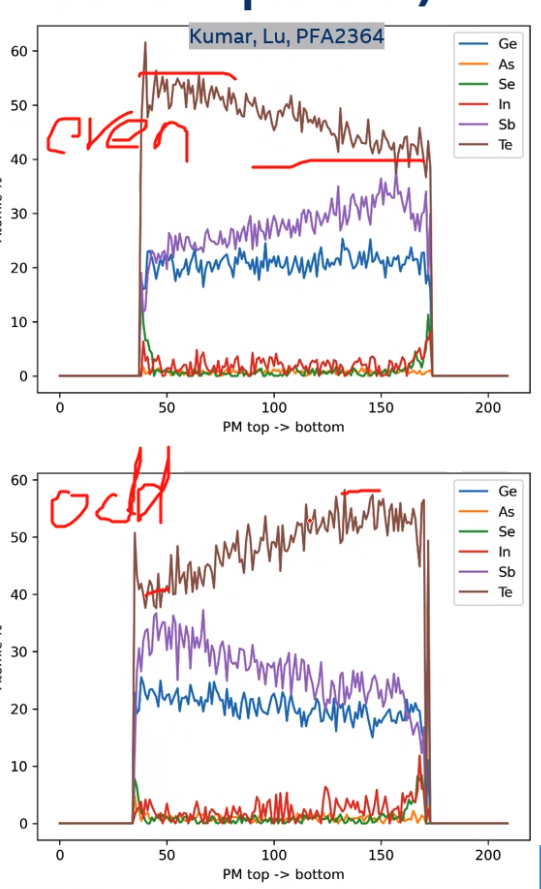 Kumar, Lu, PFA2364
60
50
40
30
20
10
0
Ge
As
Se
In
Sb
Te
even
0 50 100 150 200
PM top -> bottom
odd
60
50
40
30
20
10
0
Ge
As
Se
In
Sb
Te
0 50 100 150 200
PM top -> bottom